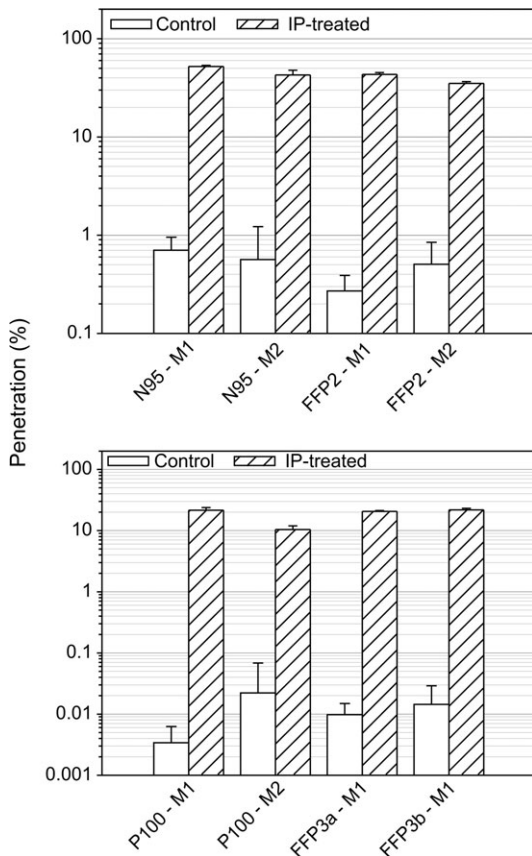 Control IP-treated
100
10
1
0.1
N95 - M1
N95 - M2
FFP2 - M1
FFP2 - M2
Penetration (%)
Control IP-treated
100
10
1
0.1
0.01
0.001
P100 - M1
P100 - M2
FFP3a - M1
FFP3b - M1